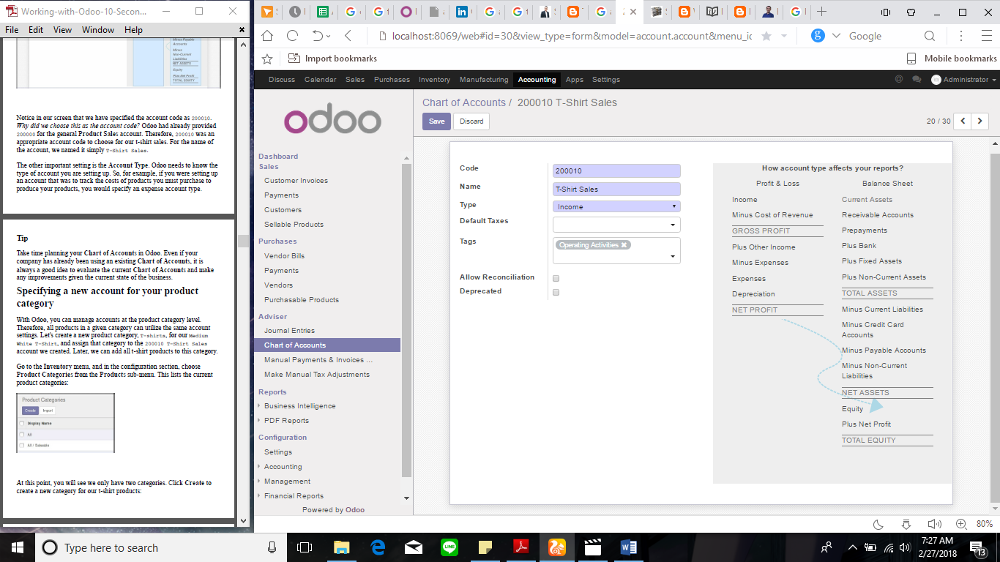 Working-with-Odoo-10-Secon...
File Edit View Window Help
Minus Payable
Accounts
Minus
Non-Current
Liabilities
NET ASSETS
Equity
Plus Net Profit
TOTAL EQUITY
Notice in our screen that we have specified the account code as 200010.
Why did we choose this as the account code? Odoo had already provided
200000 for the general Product Sales account. Therefore, 200010 was an
appropriate account code to choose for our t-shirt sales. For the name of
the account, we named it simply T-Shirt Sales.
The other important setting is the Account Type. Odoo needs to know the
type of account you are setting up. So, for example, if you were setting up
an account that was to track the costs of products you must purchase to
produce your products, you would specify an expense account type.
Tip
Take time planning your Chart of Accounts in Odoo. Even if your
company has already been using an existing Chart of Accounts, it is
always a good idea to evaluate the current Chart of Accounts and make
any improvements given the current state of the business.
Specifying a new account for your product
category
With Odoo, you can manage accounts at the product category level.
Therefore, all products in a given category can utilize the same account
settings. Let's create a new product category, T-shirts, for our Medium
White T-Shirt, and assign that category to the 200010 T-Shirt Sales
account we created. Later, we can add all t-shirt products to this category.
Go to the Inventory menu, and in the configuration section, choose
Product Categories from the Products sub-menu. This lists the current
product categories:
Product Categories
Create Import
Display Name
All
All / Saleable
At this point, you will see we only have two categories. Click Create to
create a new category for our t-shirt products:
localhost:8069/web#id=30&view_type=form&model=account.account&menu_ic
Google
Import bookmarks
Mobile bookmarks
Discuss Calendar Sales Purchases Inventory Manufacturing Accounting Apps Settings
@ Administrator
odoo
Dashboard
Sales
Customer Invoices
Payments
Customers
Sellable Products
Purchases
Vendor Bills
Payments
Vendors
Purchasable Products
Adviser
Journal Entries
Chart of Accounts
Manual Payments & Invoices ...
Make Manual Tax Adjustments
Reports
Business Intelligence
PDF Reports
Configuration
Settings
Accounting
Management
Financial Reports
Powered by Odoo
Chart of Accounts / 200010 T-Shirt Sales
Save Discard
20 / 30
Code 200010
Name T-Shirt Sales
Type Income
Default Taxes
Tags Operating Activities
Allow Reconciliation
Deprecated
How account type affects your reports?
Profit & Loss
Income
Minus Cost of Revenue
GROSS PROFIT
Plus Other Income
Minus Expenses
Expenses
Depreciation
NET PROFIT
Balance Sheet
Current Assets
Receivable Accounts
Prepayments
Plus Bank
Plus Fixed Assets
Plus Non-Current Assets
TOTAL ASSETS
Minus Current Liabilities
Minus Credit Card
Accounts
Minus Payable Accounts
Minus Non-Current
Liabilities
NET ASSETS
Equity
Plus Net Profit
TOTAL EQUITY
80%
Type here to search
LINE
7:27 AM
2/27/2018
13